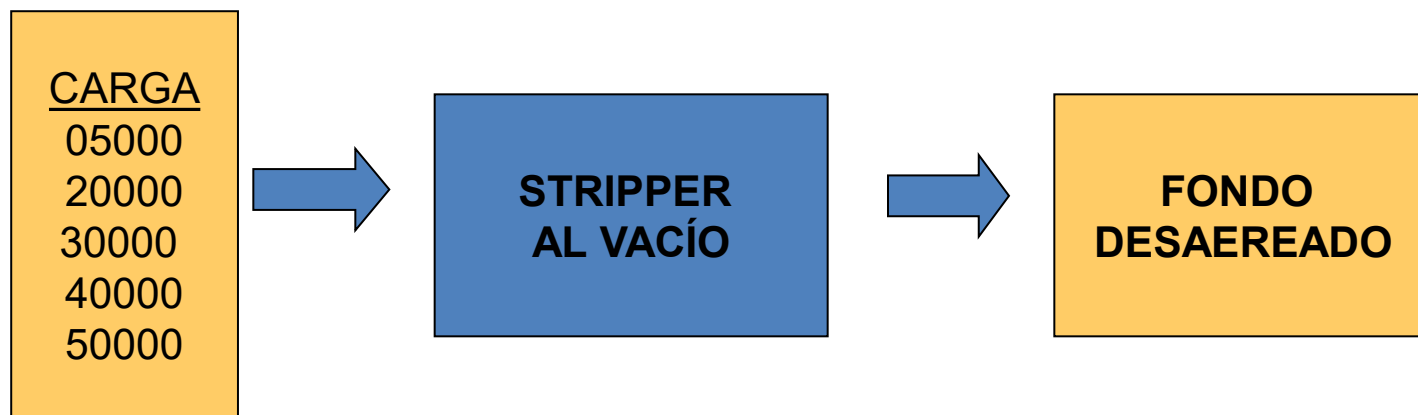 CARGA
05000
20000
30000
40000
50000
STRIPPER
AL VACÍO
FONDO
DESAEREADO